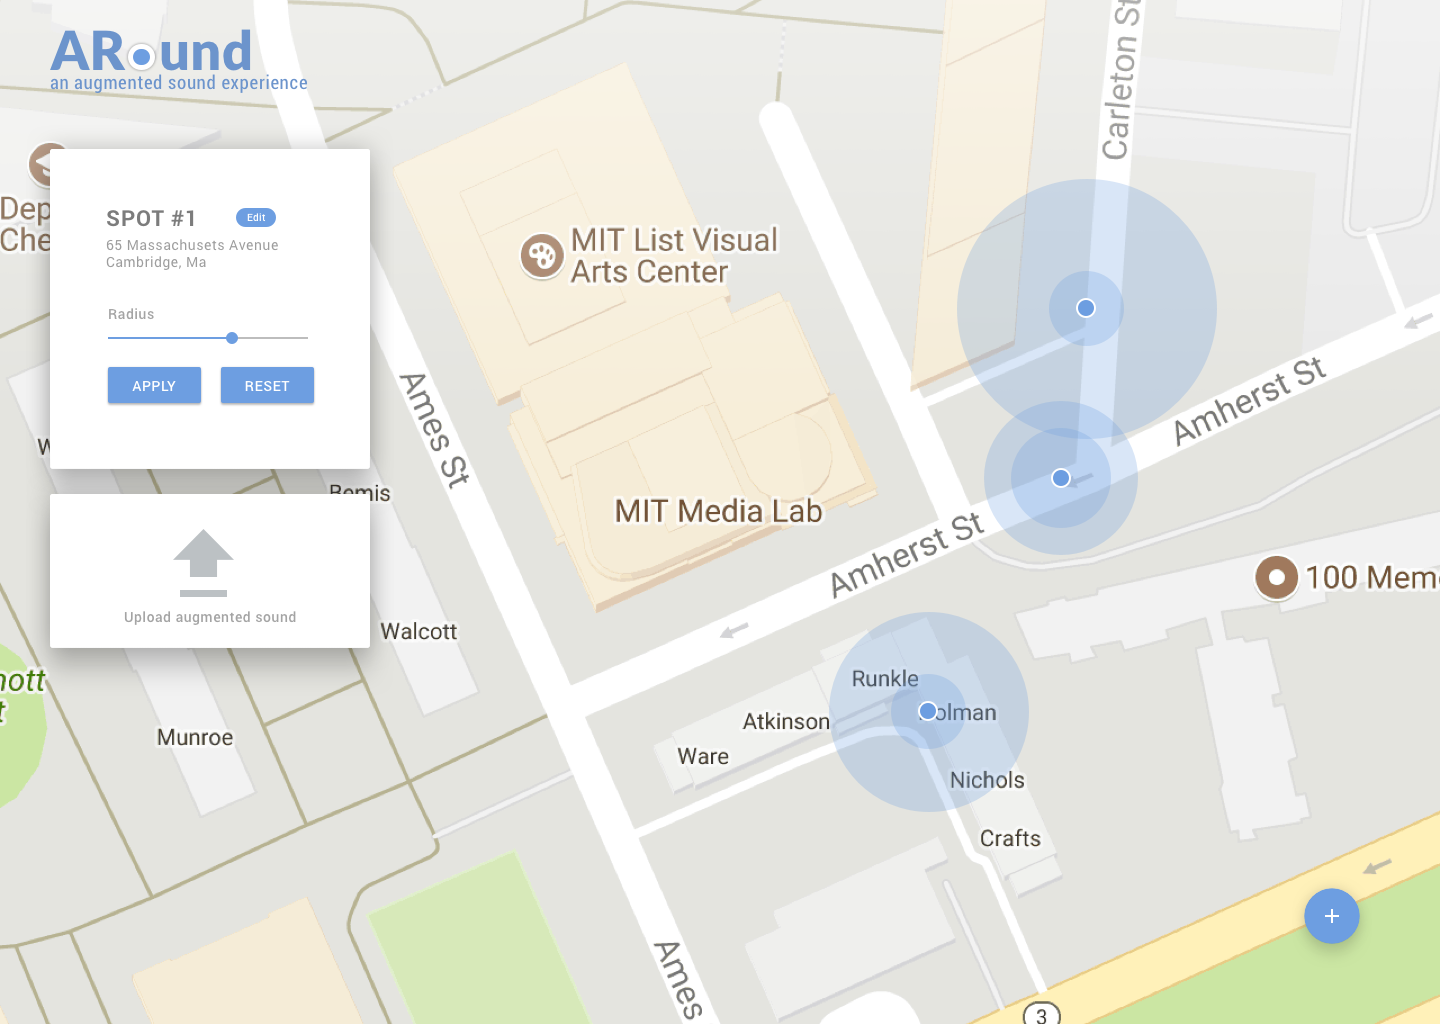 ARound
an augmented sound experience
SPOT #1
Edit
65 Massachusets Avenue
Cambridge, Ma
Radius
APPLY
RESET
Upload augmented sound
Dep
Che
W
Bemis
Walcott
Munroe
nott
t
MIT List Visual
Arts Center
MIT Media Lab
Ames St
Ames
Carleton St
Amherst St
Amherst St
100 Mem
Runkle
Holman
Atkinson
Ware
Nichols
Crafts
3